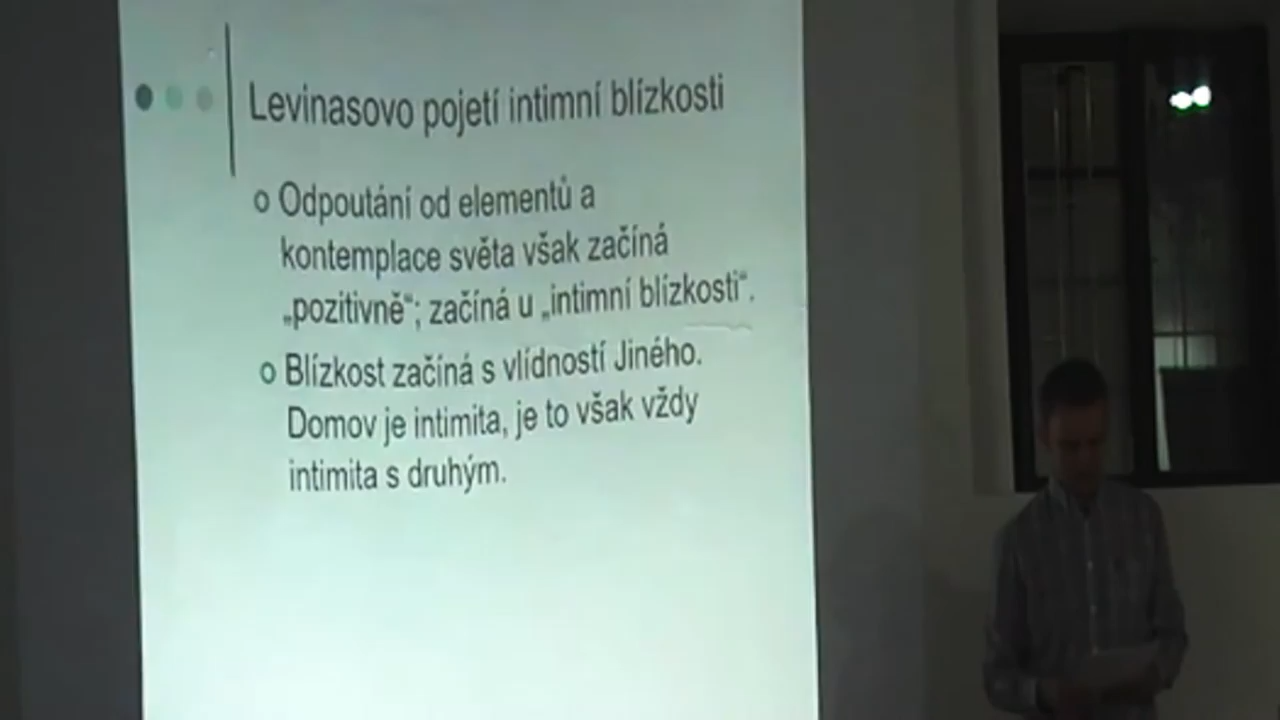 Levinasovo pojetí intimní blízkosti
Odpoutání od elementů a
kontemplace světa však začíná
„pozitivně“; začíná u „intimní blízkosti“.
Blízkost začíná s vlídností Jiného.
Domov je intimita, je to však vždy
intimita s druhým.